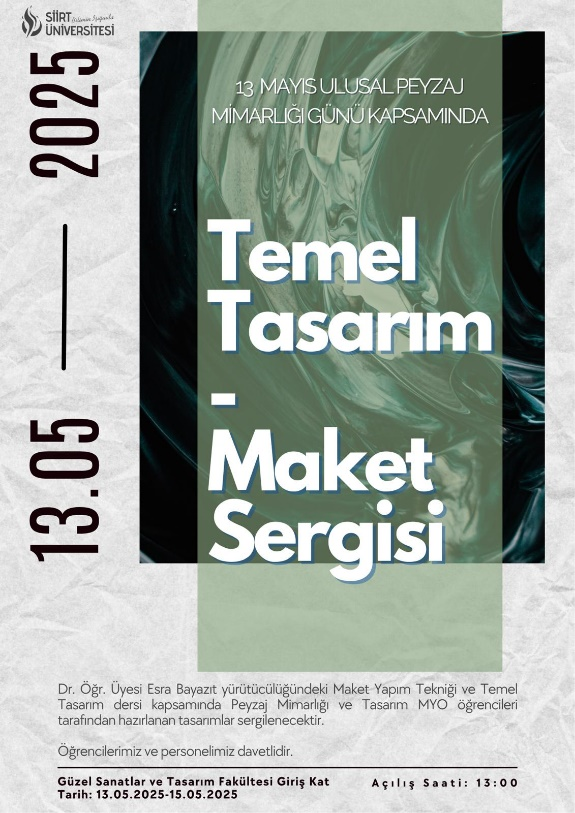 SİİRT
Bilimin Işığında
ÜNİVERSİTESİ
13.05 — 2025
13 MAYIS ULUSAL PEYZAJ
MİMARLIĞI GÜNÜ KAPSAMINDA
Temel
Tasarım
-
Maket
Sergisi
Dr. Öğr. Üyesi Esra Bayazıt yürütücülüğündeki Maket Yapım Tekniği ve Temel
Tasarım dersi kapsamında Peyzaj Mimarlığı ve Tasarım MYO öğrencileri
tarafından hazırlanan tasarımlar sergilenecektir.
Öğrencilerimiz ve personelimiz davetlidir.
Güzel Sanatlar ve Tasarım Fakültesi Giriş Kat
Tarih: 13.05.2025-15.05.2025
Açılış Saati: 13:00